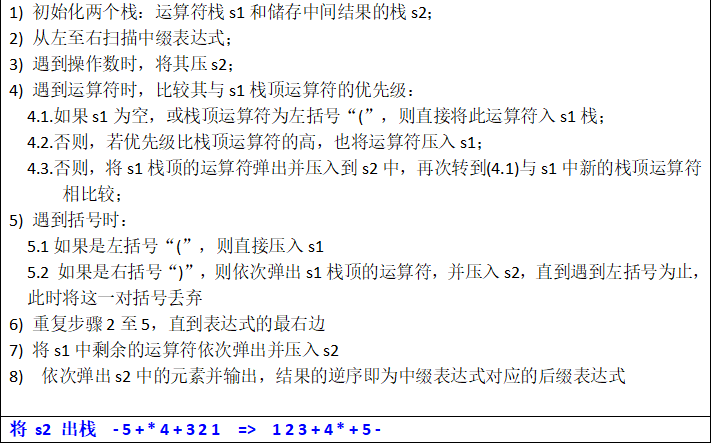 1) 初始化两个栈：运算符栈 s1 和储存中间结果的栈 s2；
2) 从左至右扫描中缀表达式；
3) 遇到操作数时，将其压 s2；
4) 遇到运算符时，比较其与 s1 栈顶运算符的优先级：
4.1.如果 s1 为空，或栈顶运算符为左括号“(”，则直接将此运算符入 s1 栈；
4.2.否则，若优先级比栈顶运算符的高，也将运算符压入 s1；
4.3.否则，将 s1 栈顶的运算符弹出并压入到 s2 中，再次转到(4.1)与 s1 中新的栈顶运算符
相比较；
5) 遇到括号时：
5.1 如果是左括号“(”，则直接压入 s1
5.2 如果是右括号“)”，则依次弹出 s1 栈顶的运算符，并压入 s2，直到遇到左括号为止，
此时将这一对括号丢弃
6) 重复步骤 2 至 5，直到表达式的最右边
7) 将 s1 中剩余的运算符依次弹出并压入 s2
8) 依次弹出 s2 中的元素并输出，结果的逆序即为中缀表达式对应的后缀表达式
将 s2 出栈 - 5 + * 4 + 3 2 1 => 1 2 3 + 4 * + 5 -